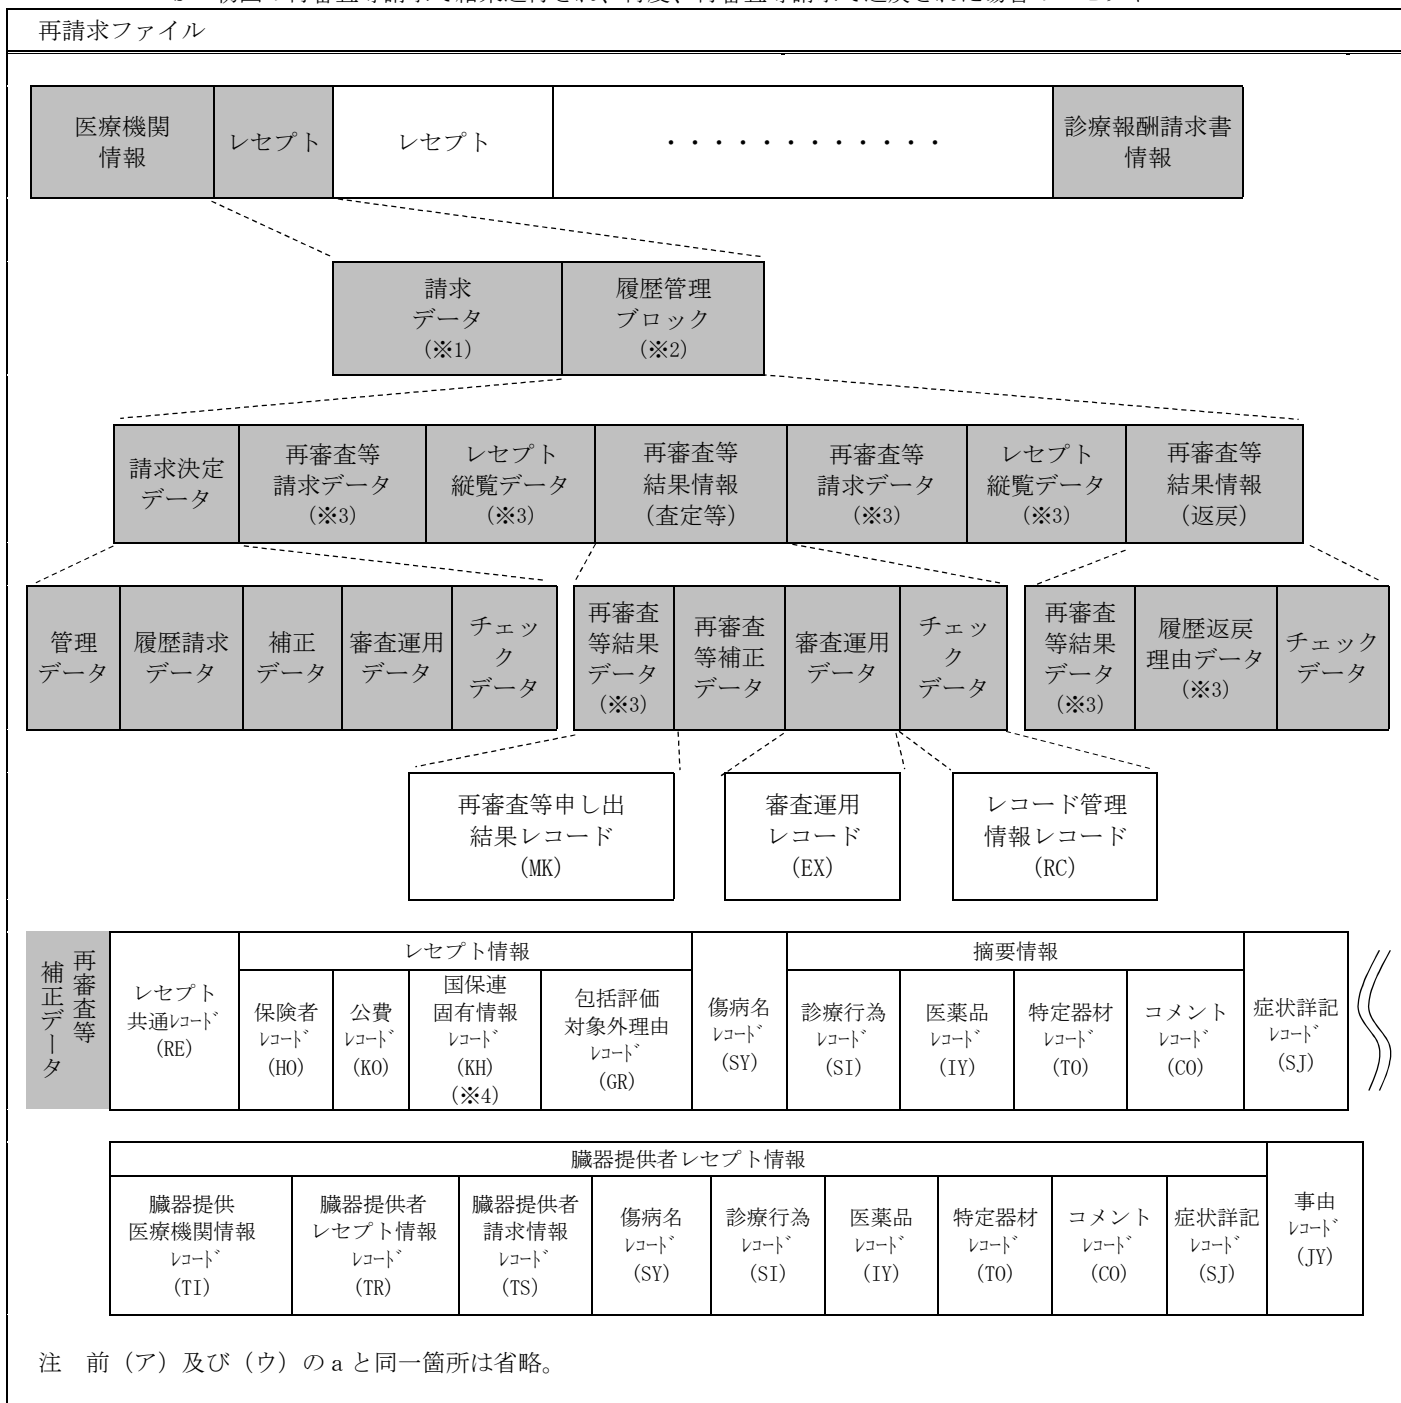 再請求ファイル
医療機関
情報
レセプト
レセプト
・・・・・・・・・・・・
診療報酬請求書
情報
請求
データ
(※1)
履歴管理
ブロック
(※2)
請求決定
データ
再審査等
請求データ
(※3)
レセプト
縦覧データ
(※3)
再審査等
結果情報
(査定等)
再審査等
請求データ
(※3)
レセプト
縦覧データ
(※3)
再審査等
結果情報
(返戻)
管理
データ
履歴請求
データ
補正
データ
審査運用
データ
チェッ
ク
データ
再審査
等結果
データ
(※3)
再審査
等補正
データ
審査運用
データ
チェッ
ク
データ
再審査
等結果
データ
(※3)
履歴返戻
理由データ
(※3)
チェック
データ
再審査等申し出
結果レコード
(MK)
審査運用
レコード
(EX)
レコード管理
情報レコード
(RC)
再審査等
補正データ
レセプト
共通ﾚｺｰﾄﾞ
(RE)
レセプト情報
保険者
ﾚｺｰﾄﾞ
(HO)
公費
ﾚｺｰﾄﾞ
(KO)
国保連
固有情報
ﾚｺｰﾄﾞ
(KH)
(※4)
包括評価
対象外理由
ﾚｺｰﾄﾞ
(GR)
傷病名
ﾚｺｰﾄﾞ
(SY)
摘要情報
診療行為
ﾚｺｰﾄﾞ
(SI)
医薬品
ﾚｺｰﾄﾞ
(IY)
特定器材
ﾚｺｰﾄﾞ
(TO)
コメント
ﾚｺｰﾄﾞ
(CO)
症状詳記
ﾚｺｰﾄﾞ
(SJ)
臓器提供者レセプト情報
臓器提供
医療機関情報
ﾚｺｰﾄﾞ
(TI)
臓器提供者
レセプト情報
ﾚｺｰﾄﾞ
(TR)
臓器提供者
請求情報
ﾚｺｰﾄﾞ
(TS)
傷病名
ﾚｺｰﾄﾞ
(SY)
診療行為
ﾚｺｰﾄﾞ
(SI)
医薬品
ﾚｺｰﾄﾞ
(IY)
特定器材
ﾚｺｰﾄﾞ
(TO)
コメント
ﾚｺｰﾄﾞ
(CO)
症状詳記
ﾚｺｰﾄﾞ
(SJ)
事由
ﾚｺｰﾄﾞ
(JY)
注　前(ア)及び(ウ)のaと同一箇所は省略。